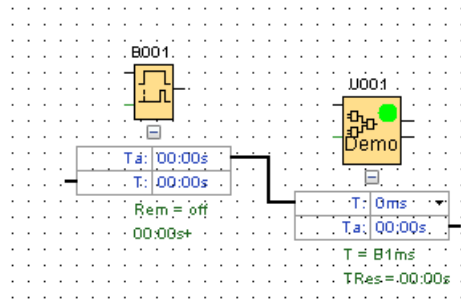 B001
U001
Demo
Ta: 00:00s
T: 00:00s
Rem = off
00:00s+
T: 0ms
Ta: 00:00s
T = 81ms
TRes = 00:00s